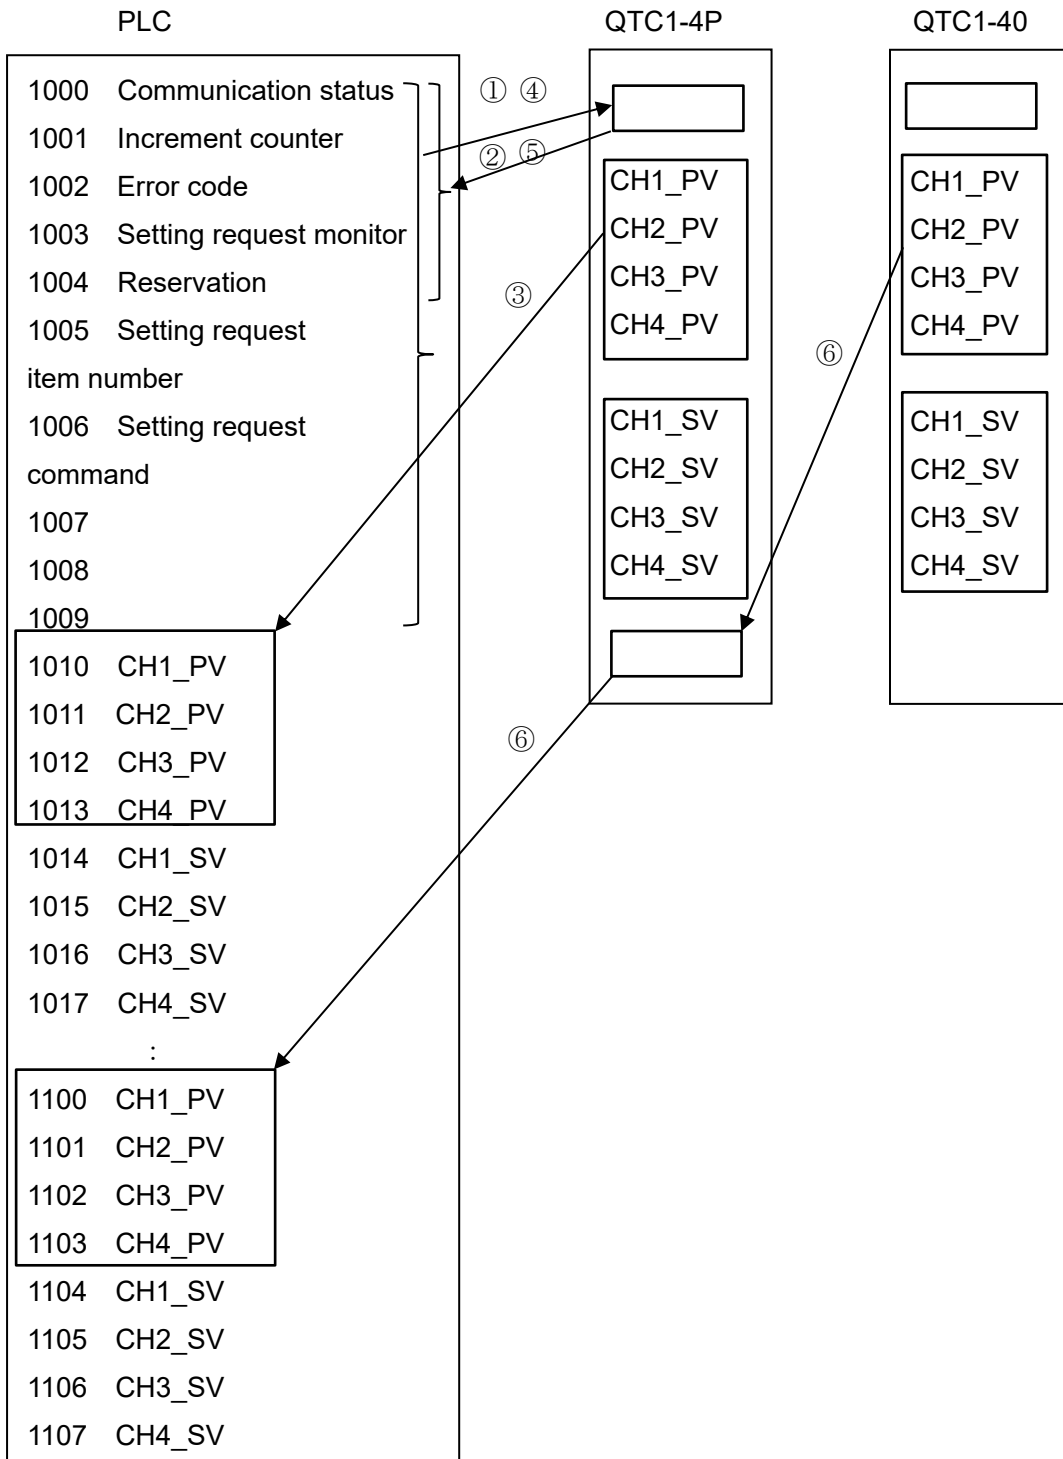 PLC
QTC1-4P
QTC1-40
1000 Communication status
1001 Increment counter
1002 Error code
1003 Setting request monitor
1004 Reservation
1005 Setting request
item number
1006 Setting request
command
1007
1008
1009
1010 CH1_PV
1011 CH2_PV
1012 CH3_PV
1013 CH4_PV
1014 CH1_SV
1015 CH2_SV
1016 CH3_SV
1017 CH4_SV
:
1100 CH1_PV
1101 CH2_PV
1102 CH3_PV
1103 CH4_PV
1104 CH1_SV
1105 CH2_SV
1106 CH3_SV
1107 CH4_SV
① ④
② ⑤
③
⑥
CH1_PV
CH2_PV
CH3_PV
CH4_PV
CH1_SV
CH2_SV
CH3_SV
CH4_SV
⑥
CH1_PV
CH2_PV
CH3_PV
CH4_PV
CH1_SV
CH2_SV
CH3_SV
CH4_SV